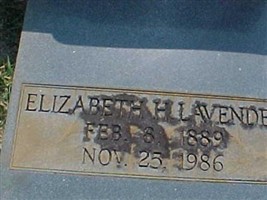 ELIZABETH H. LAVENDE
FEB. 8, 1889
NOV. 25, 1986